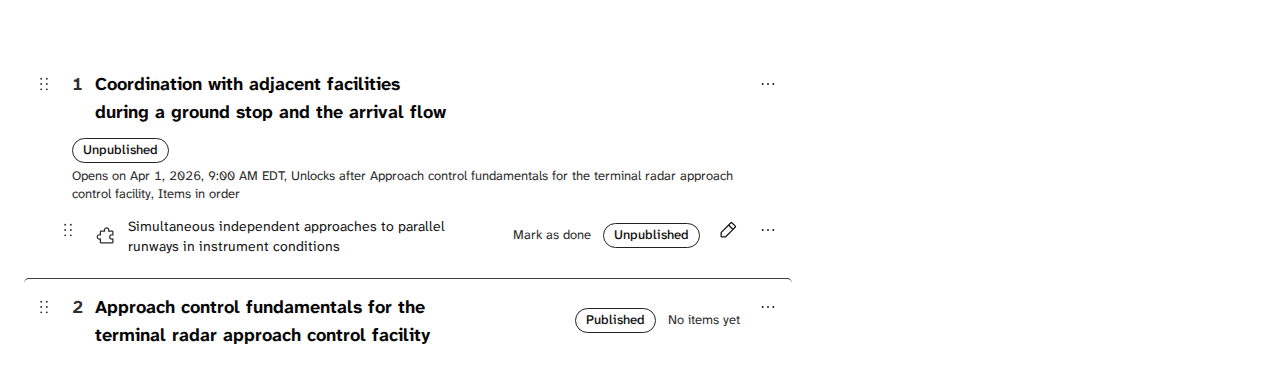 1 Coordination with adjacent facilities
during a ground stop and the arrival flow
Unpublished
Opens on Apr 1, 2026, 9:00 AM EDT, Unlocks after Approach control fundamentals for the terminal radar approach
control facility, Items in order
Simultaneous independent approaches to parallel
runways in instrument conditions
Mark as done
Unpublished
2 Approach control fundamentals for the
terminal radar approach control facility
Published
No items yet